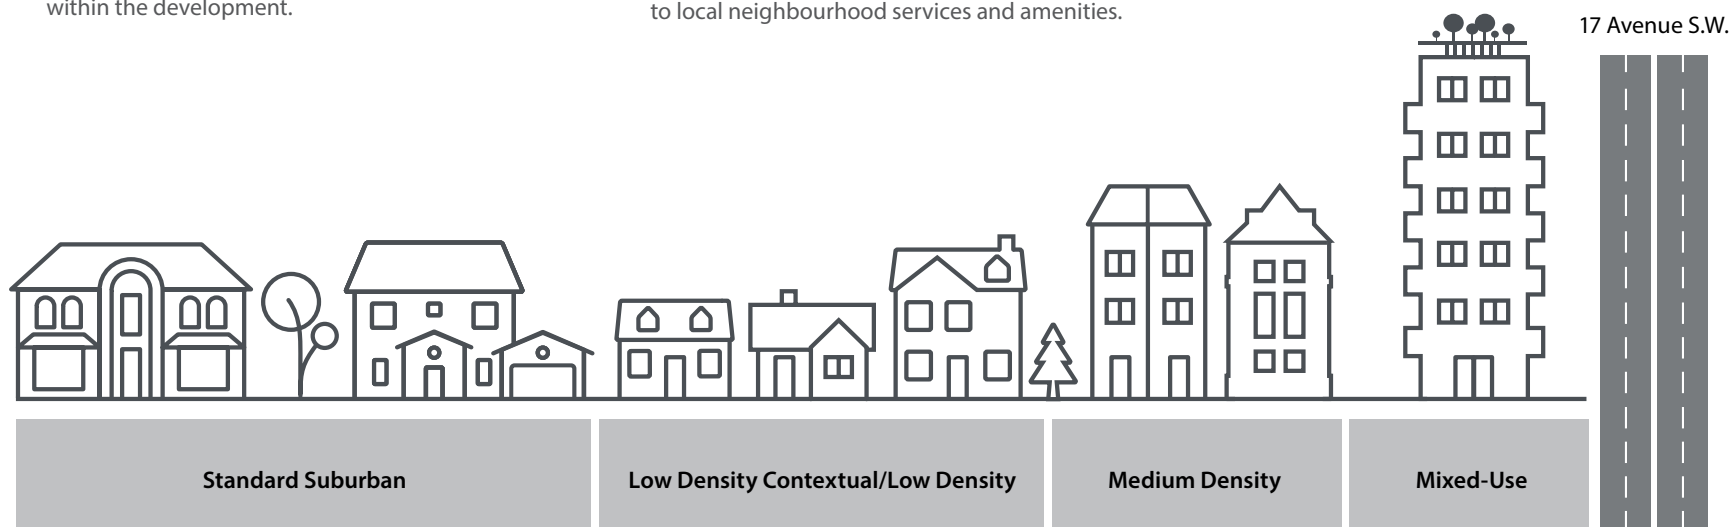 within the development.
to local neighbourhood services and amenities.
17 Avenue S.W.
Standard Suburban
Low Density Contextual/Low Density
Medium Density
Mixed-Use